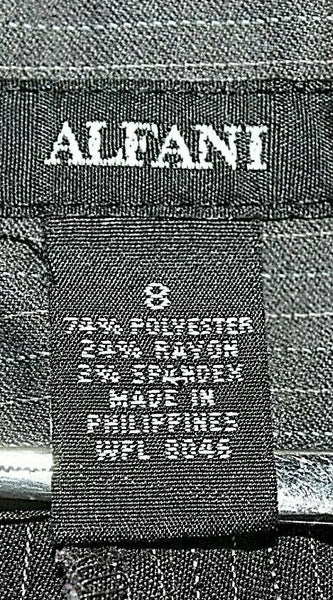 ALFANI
8
74% POLYESTER
24% RAYON
2% SPANDEX
MADE IN
PHILIPPINES
WPL 8046